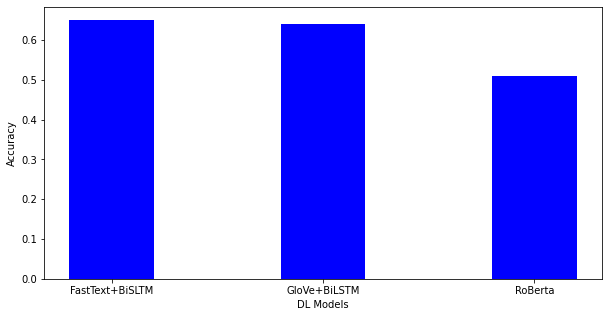 0.6
0.5
0.4
0.3
0.2
0.1
0.0
Accuracy
FastText+BiSLTM
GloVe+BiLSTM
RoBerta
DL Models